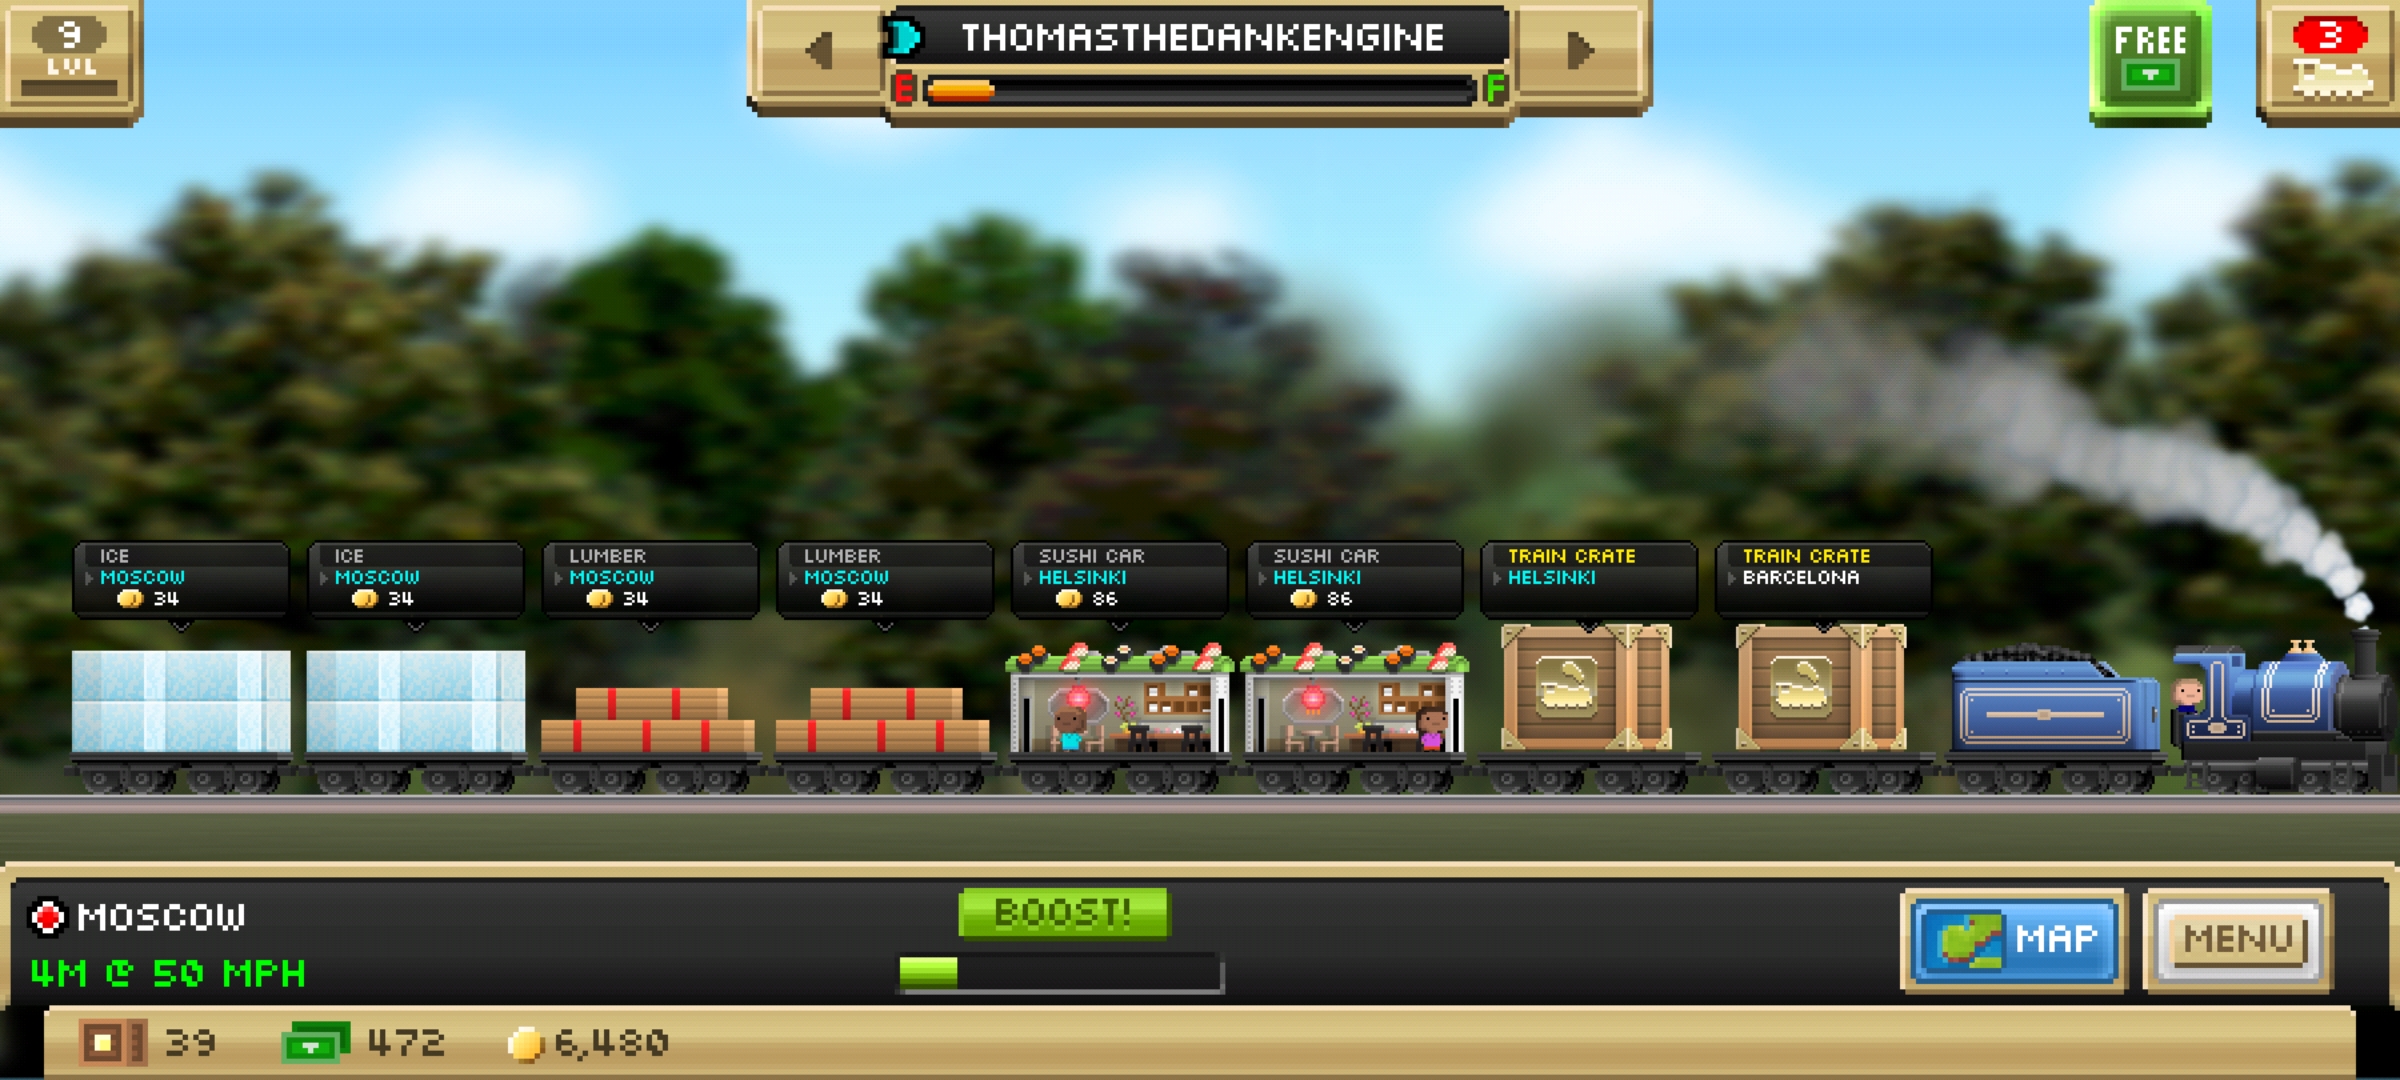 9
LVL
THOMASTHEDANKENGINE
E
F
FREE
3
ICE
MOSCOW
34
ICE
MOSCOW
34
LUMBER
MOSCOW
34
LUMBER
MOSCOW
34
SUSHI CAR
HELSINKI
86
SUSHI CAR
HELSINKI
86
TRAIN CRATE
HELSINKI
TRAIN CRATE
BARCELONA
MOSCOW
4M @ 50 MPH
BOOST!
MAP
MENU
39
472
6,480